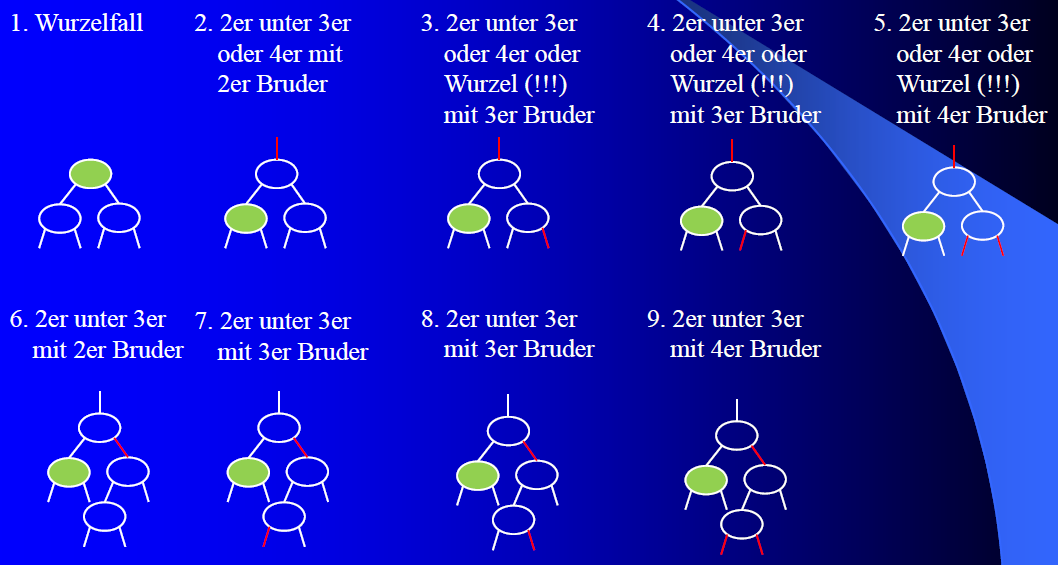 1. Wurzelfall
2. 2er unter 3er
oder 4er mit
2er Bruder
3. 2er unter 3er
oder 4er oder
Wurzel (!!!)
mit 3er Bruder
4. 2er unter 3er
oder 4er oder
Wurzel (!!!)
mit 3er Bruder
5. 2er unter 3er
oder 4er oder
Wurzel (!!!)
mit 4er Bruder
6. 2er unter 3er
mit 2er Bruder
7. 2er unter 3er
mit 3er Bruder
8. 2er unter 3er
mit 3er Bruder
9. 2er unter 3er
mit 4er Bruder